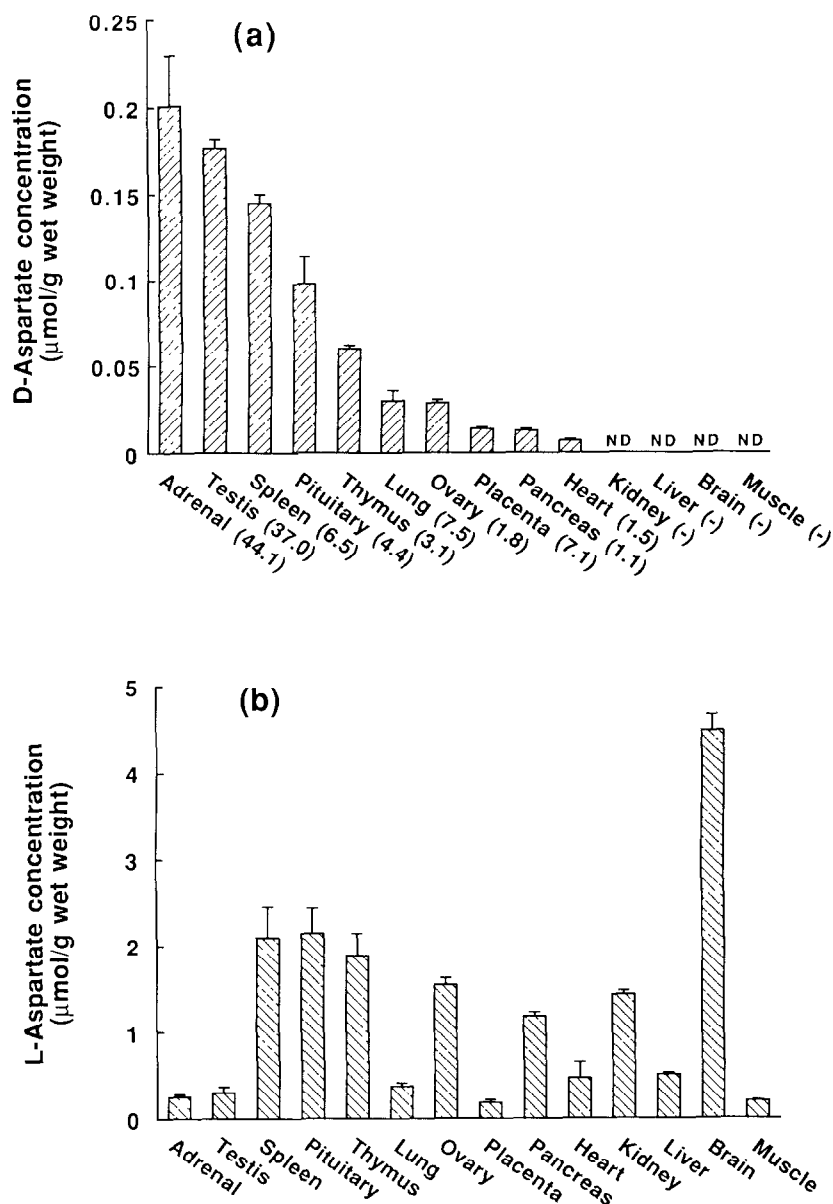 (a)
D-Aspartate concentration
(μmol/g wet weight)
0.25
0.2
0.15
0.1
0.05
0
ND
ND
ND
ND
Adrenal (44.1)
Testis (37.0)
Spleen (6.5)
Pituitary (4.4)
Thymus (3.1)
Lung (7.5)
Ovary (1.8)
Placenta (7.1)
Pancreas (1.1)
Heart (1.5)
Kidney (-)
Liver (-)
Brain (-)
Muscle (-)
(b)
L-Aspartate concentration
(μmol/g wet weight)
5
4
3
2
1
0
Adrenal
Testis
Spleen
Pituitary
Thymus
Lung
Ovary
Placenta
Pancreas
Heart
Kidney
Liver
Brain
Muscle